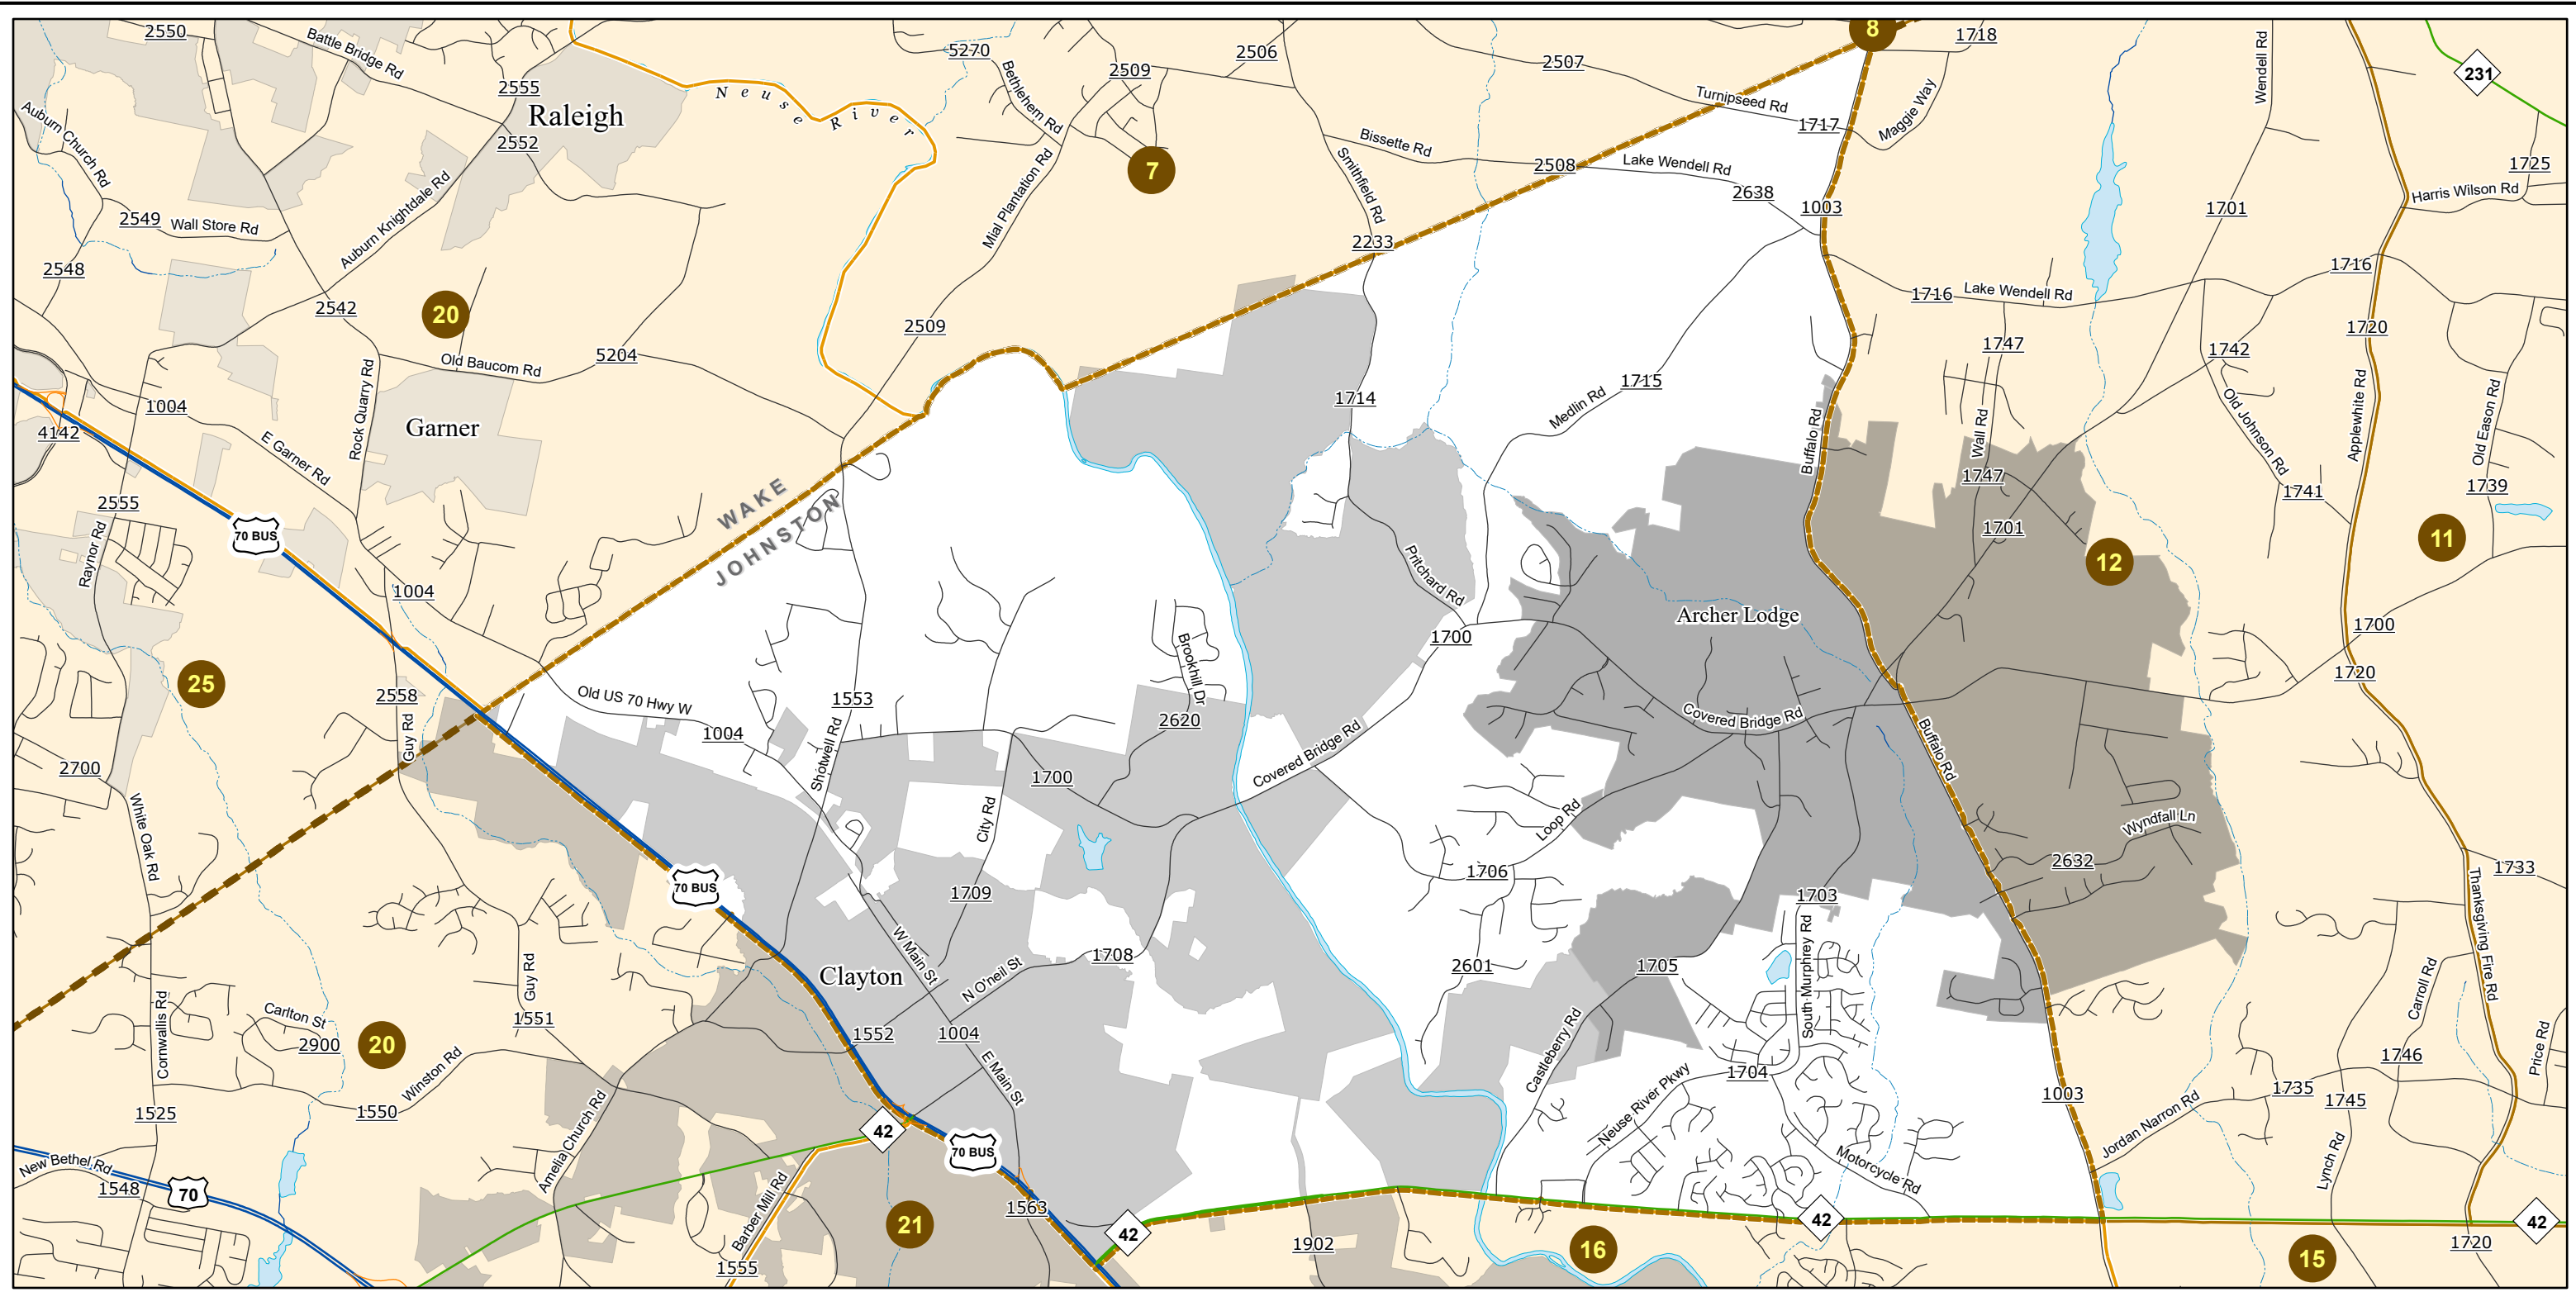 8
2550
Battle Bridge Rd
5270
2506
2507
1718
Wendell Rd
231
2555
Raleigh
Neuse River
Bethlehem Rd
2509
Turnipseed Rd
1717
Maggie Way
Auburn Church Rd
2552
7
Bissette Rd
2508
Lake Wendell Rd
2638
1725
Harris Wilson Rd
2549
Wall Store Rd
Auburn Knightdale Rd
Mial Plantation Rd
Smithfield Rd
1003
1701
2548
2233
1716
1716
Lake Wendell Rd
2542
20
2509
1720
Old Baucom Rd
5204
1747
1742
Rock Quarry Rd
1004
1714
Medlin Rd
1715
Old Johnson Rd
Applewhite Rd
Old Eason Rd
4142
E Garner Rd
Garner
Buffalo Rd
Wall Rd
1747
1741
1739
2555
WAKE
JOHNSTON
1701
11
70 BUS
Raynor Rd
Pritchard Rd
12
1004
Archer Lodge
1700
1700
25
2558
Guy Rd
Old US 70 Hwy W
1004
1553
Shotwell Rd
Brookhill Dr
2620
1720
Covered Bridge Rd
Covered Bridge Rd
Buffalo Rd
2700
1700
White Oak Rd
City Rd
Loop Rd
Wyndfall Ln
2632
1733
70 BUS
1709
1706
1703
Thanksgiving Fire Rd
W Main St
N O'neil St
1708
2601
1705
South Murphrey Rd
Clayton
Guy Rd
1551
Cornwallis Rd
Carlton St
2900
20
1552
1004
Carroll Rd
Castleberry Rd
1704
1746
Price Rd
Winston Rd
E Main St
Neuse River Pkwy
1003
1735
1745
1525
1550
Amelia Church Rd
42
70 BUS
Jordan Narron Rd
Motorcycle Rd
Lynch Rd
New Bethel Rd
1548
70
1563
Barber Mill Rd
21
42
42
42
1555
1902
16
15
1720